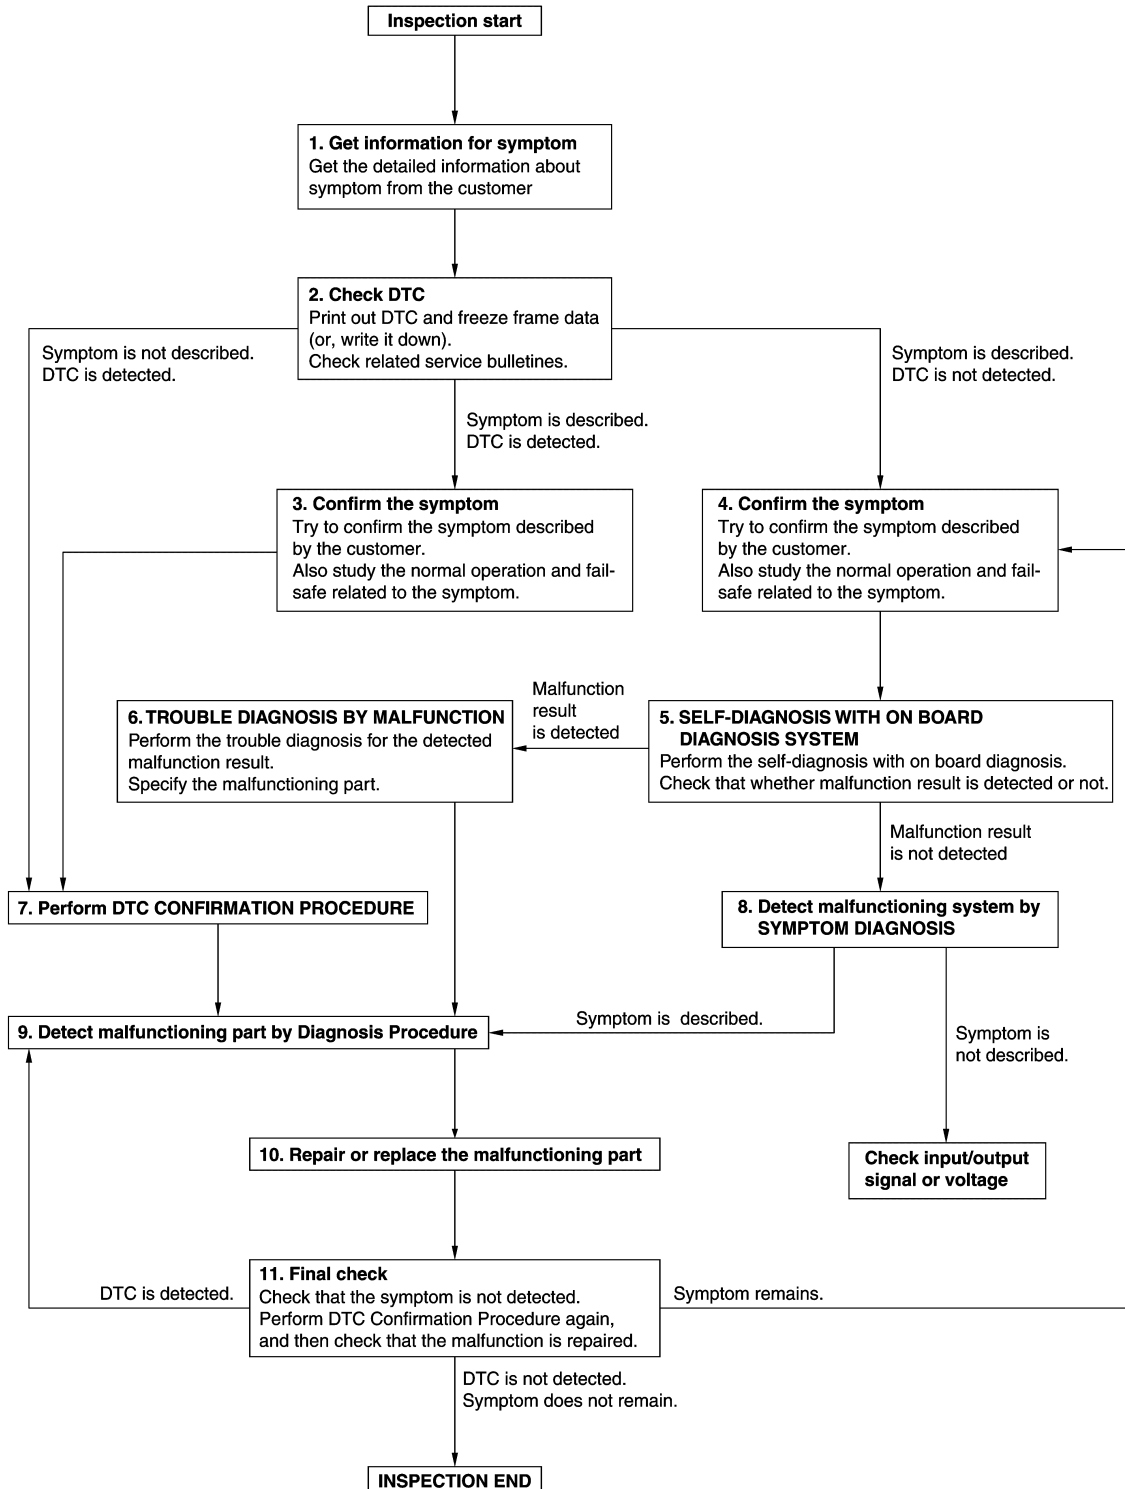 Inspection start
1. Get information for symptom
Get the detailed information about
symptom from the customer
2. Check DTC
Print out DTC and freeze frame data
(or, write it down).
Check related service bulletines.
Symptom is not described.
DTC is detected.
Symptom is described.
DTC is not detected.
Symptom is described.
DTC is detected.
3. Confirm the symptom
Try to confirm the symptom described
by the customer.
Also study the normal operation and fail-
safe related to the symptom.
4. Confirm the symptom
Try to confirm the symptom described
by the customer.
Also study the normal operation and fail-
safe related to the symptom.
Malfunction
result
is detected
6. TROUBLE DIAGNOSIS BY MALFUNCTION
Perform the trouble diagnosis for the detected
malfunction result.
Specify the malfunctioning part.
5. SELF-DIAGNOSIS WITH ON BOARD
DIAGNOSIS SYSTEM
Perform the self-diagnosis with on board diagnosis.
Check that whether malfunction result is detected or not.
Malfunction result
is not detected
7. Perform DTC CONFIRMATION PROCEDURE
8. Detect malfunctioning system by
SYMPTOM DIAGNOSIS
9. Detect malfunctioning part by Diagnosis Procedure
Symptom is described.
Symptom is
not described.
10. Repair or replace the malfunctioning part
Check input/output
signal or voltage
11. Final check
Check that the symptom is not detected.
Perform DTC Confirmation Procedure again,
and then check that the malfunction is repaired.
DTC is detected.
Symptom remains.
DTC is not detected.
Symptom does not remain.
INSPECTION END